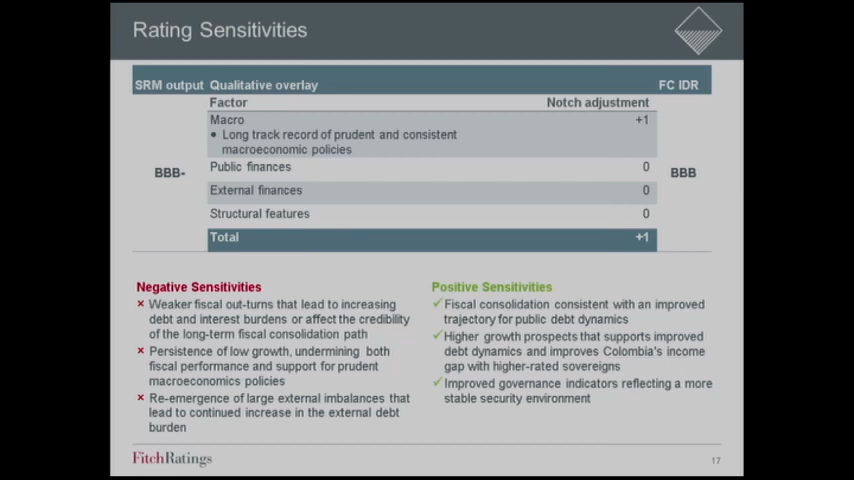 Rating Sensitivities
SRM output Qualitative overlay FC IDR
Factor Notch adjustment
Macro +1
• Long track record of prudent and consistent
macroeconomic policies
BBB- BBB
Public finances 0
External finances 0
Structural features 0
Total +1
Negative Sensitivities
× Weaker fiscal out-turns that lead to increasing
debt and interest burdens or affect the credibility
of the long-term fiscal consolidation path
× Persistence of low growth, undermining both
fiscal performance and support for prudent
macroeconomics policies
× Re-emergence of large external imbalances that
lead to continued increase in the external debt
burden
Positive Sensitivities
✓Fiscal consolidation consistent with an improved
trajectory for public debt dynamics
✓Higher growth prospects that supports improved
debt dynamics and improves Colombia's income
gap with higher-rated sovereigns
✓Improved governance indicators reflecting a more
stable security environment
FitchRatings
17